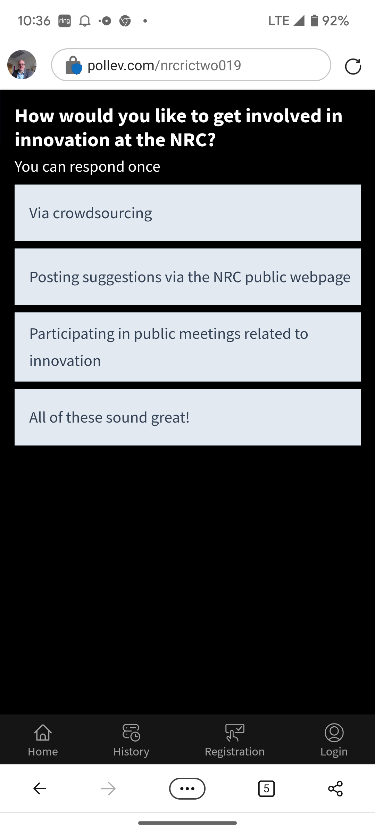 10:36 ring LTE 92%
pollev.com/nrcrictwo019
How would you like to get involved in
innovation at the NRC?
You can respond once
Via crowdsourcing
Posting suggestions via the NRC public webpage
Participating in public meetings related to
innovation
All of these sound great!
Home History Registration Login
5